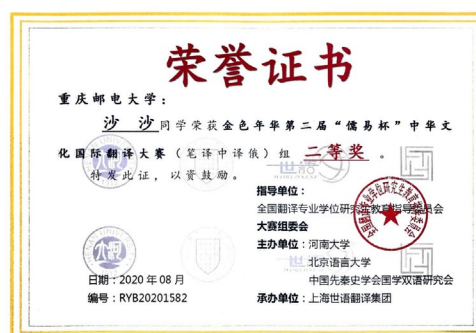 荣誉证书
重庆邮电大学：
沙 沙同学荣获金色年华第二届“儒易杯”中华文
化国际翻译大赛（笔译中译俄）组 二等奖 。
特发此证，以资鼓励。
指导单位：
全国翻译专业学位研究生教育指导委员会
大赛组委会
主办单位：河南大学
北京语言大学
中国先秦史学会国学双语研究会
承办单位：上海世语翻译集团
日期：2020 年 08 月
编号：RYB20201582